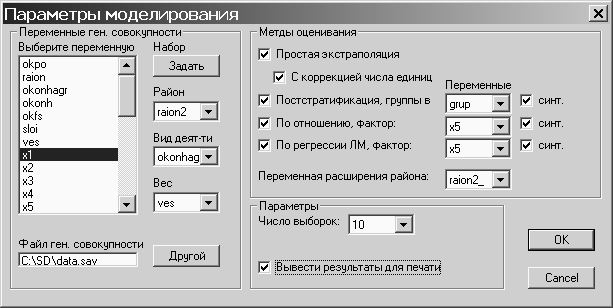 Параметры моделирования
Переменные ген. совокупности
Выберите переменную
okpo
raion
okonhagr
okonh
okfs
sloi
ves
x1
x2
x3
x4
x5
Набор
Задать
Район
raion2
Вид деят-ти
okonhag
Вес
ves
Файл ген. совокупности
C:\SD\data.sav
Другой
Метды оценивания
Простая экстраполяция
С коррекцией числа единиц
Переменные
Постстратификация, группы в grup синт.
По отношению, фактор: x5 синт.
По регрессии ЛМ, фактор: x5 синт.
Переменная расширения района: raion2_
Параметры
Число выборок: 10
Вывести результаты для печати
OK
Cancel